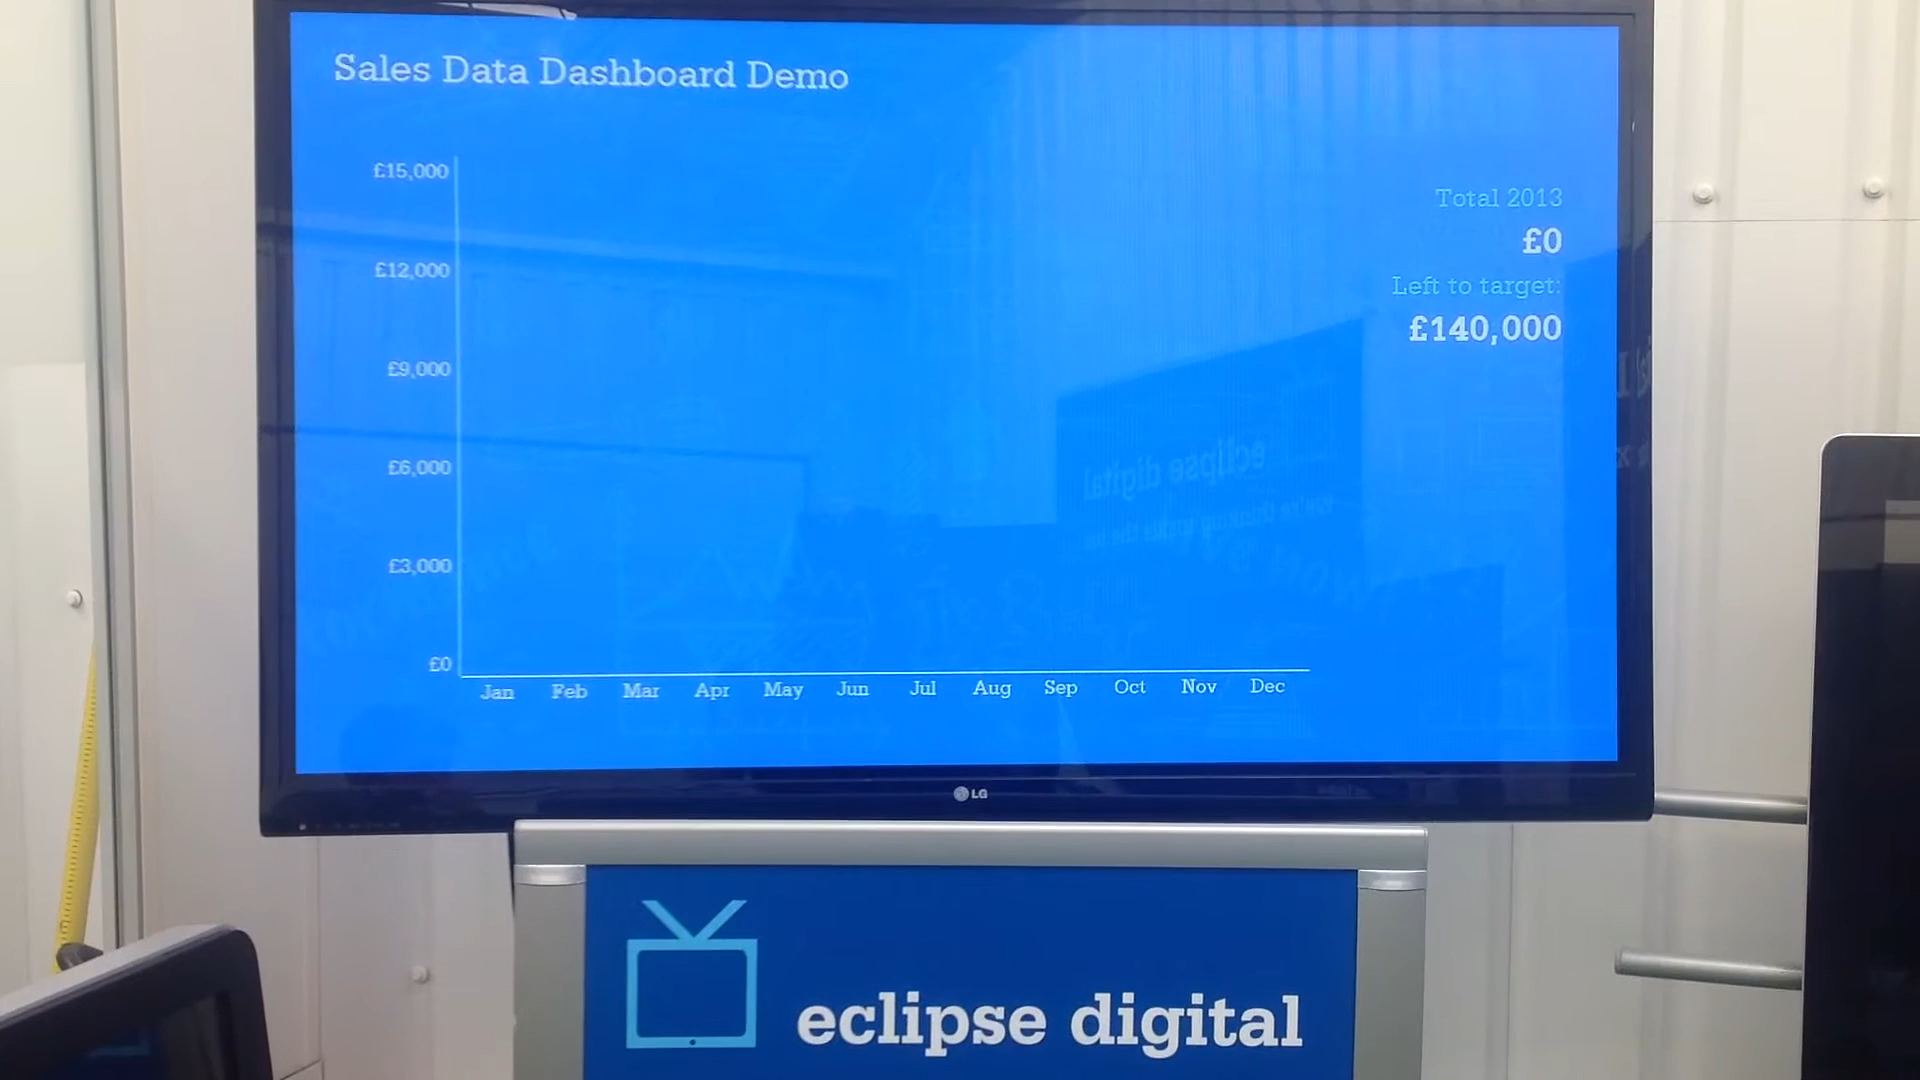 Sales Data Dashboard Demo
£15,000
£12,000
£9,000
£6,000
£3,000
£0
Jan Feb Mar Apr May Jun Jul Aug Sep Oct Nov Dec
Total 2013
£0
Left to target:
£140,000
eclipse digital
LG
eclipse digital